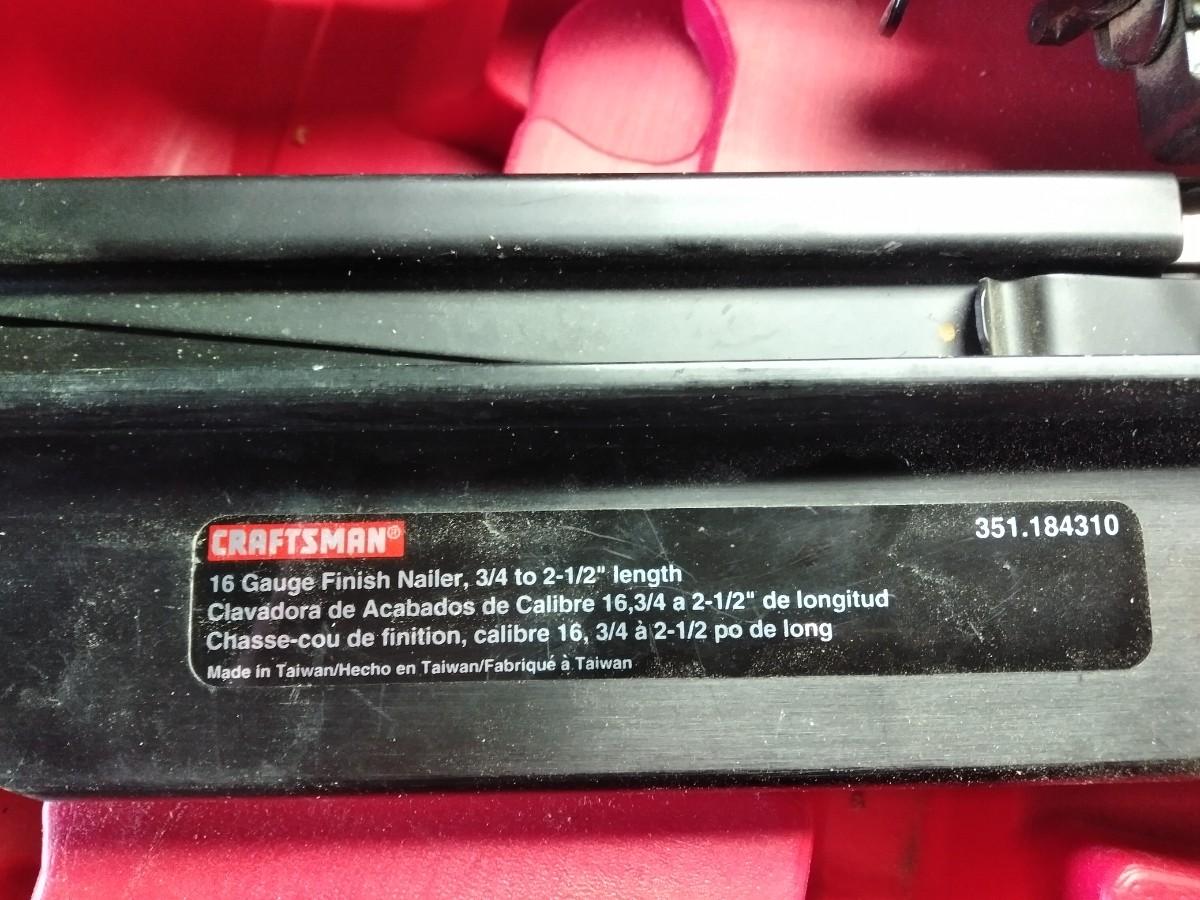 CRAFTSMAN® 351.184310
16 Gauge Finish Nailer, 3/4 to 2-1/2" length
Clavadora de Acabados de Calibre 16,3/4 a 2-1/2" de longitud
Chasse-cou de finition, calibre 16, 3/4 à 2-1/2 po de long
Made in Taiwan/Hecho en Taiwan/Fabriqué à Taiwan